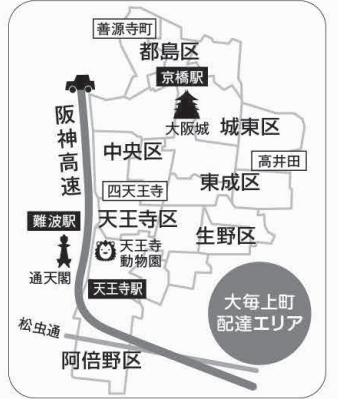 善源寺町
都島区
京橋駅
大阪城
城東区
阪神高速
中央区
高井田
四天王寺
東成区
難波駅
天王寺区
生野区
通天閣
天王寺
動物園
天王寺駅
大毎上町
配達エリア
松虫通
阿倍野区